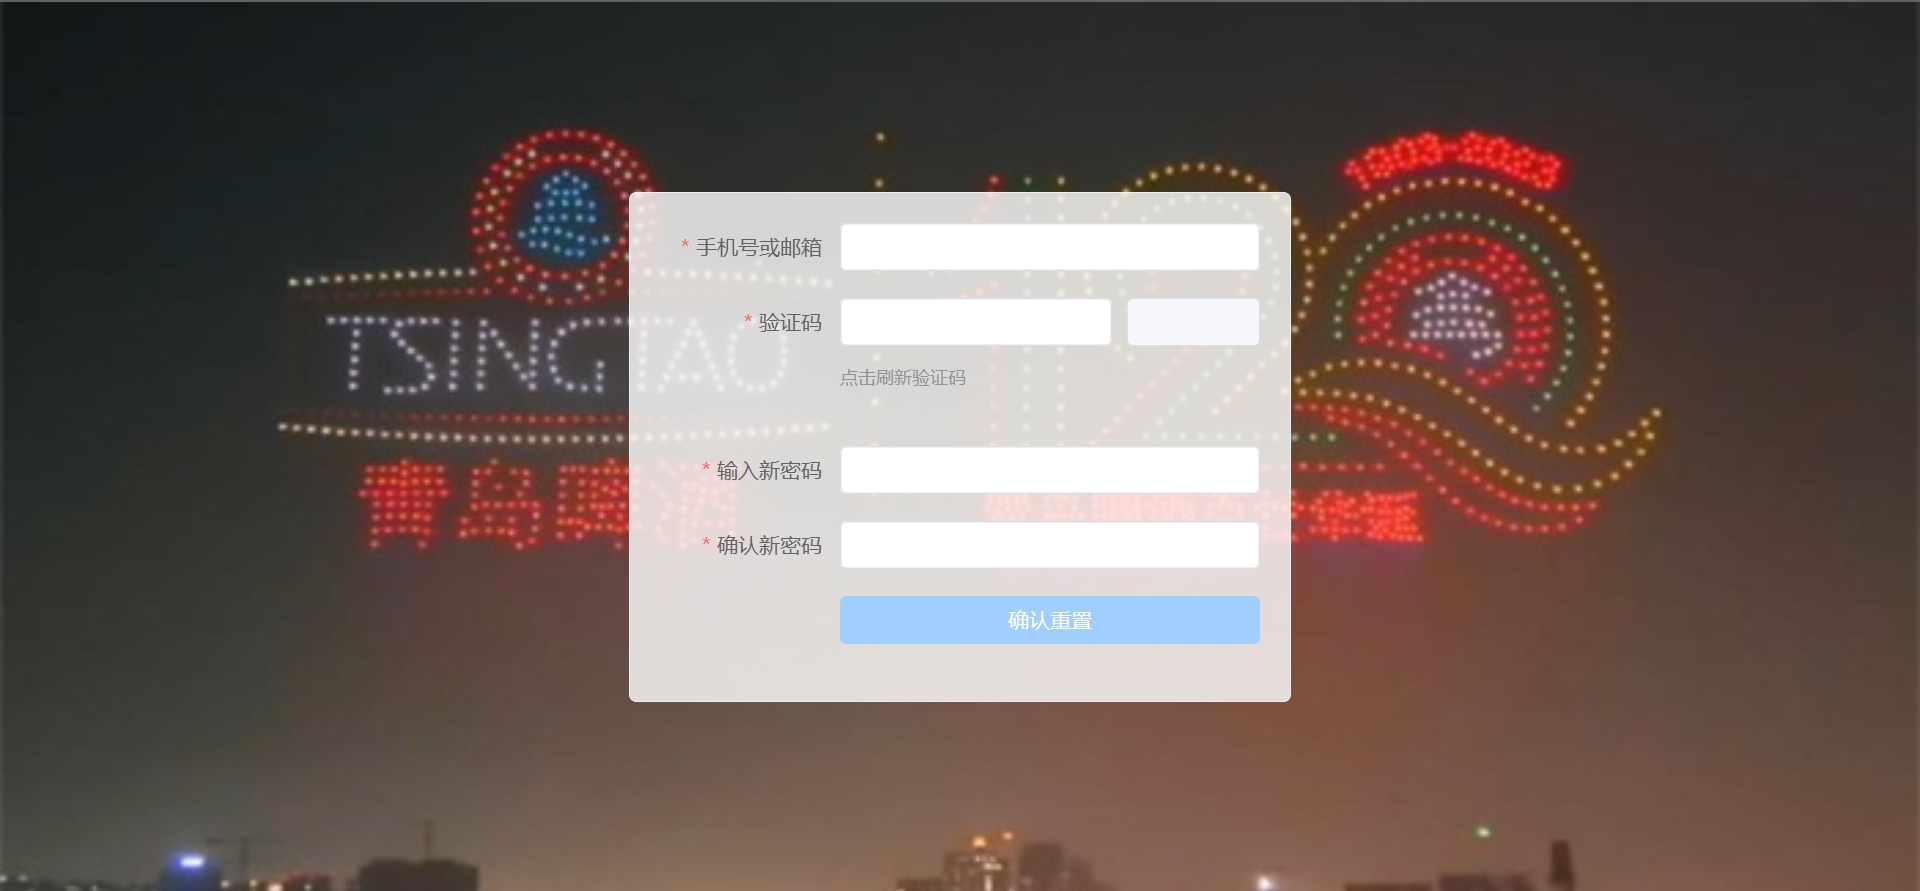 1903-2023
* 手机号或邮箱
* 验证码
TSINGTAO
点击刷新验证码
* 输入新密码
青岛啤酒
* 确认新密码
确认重置